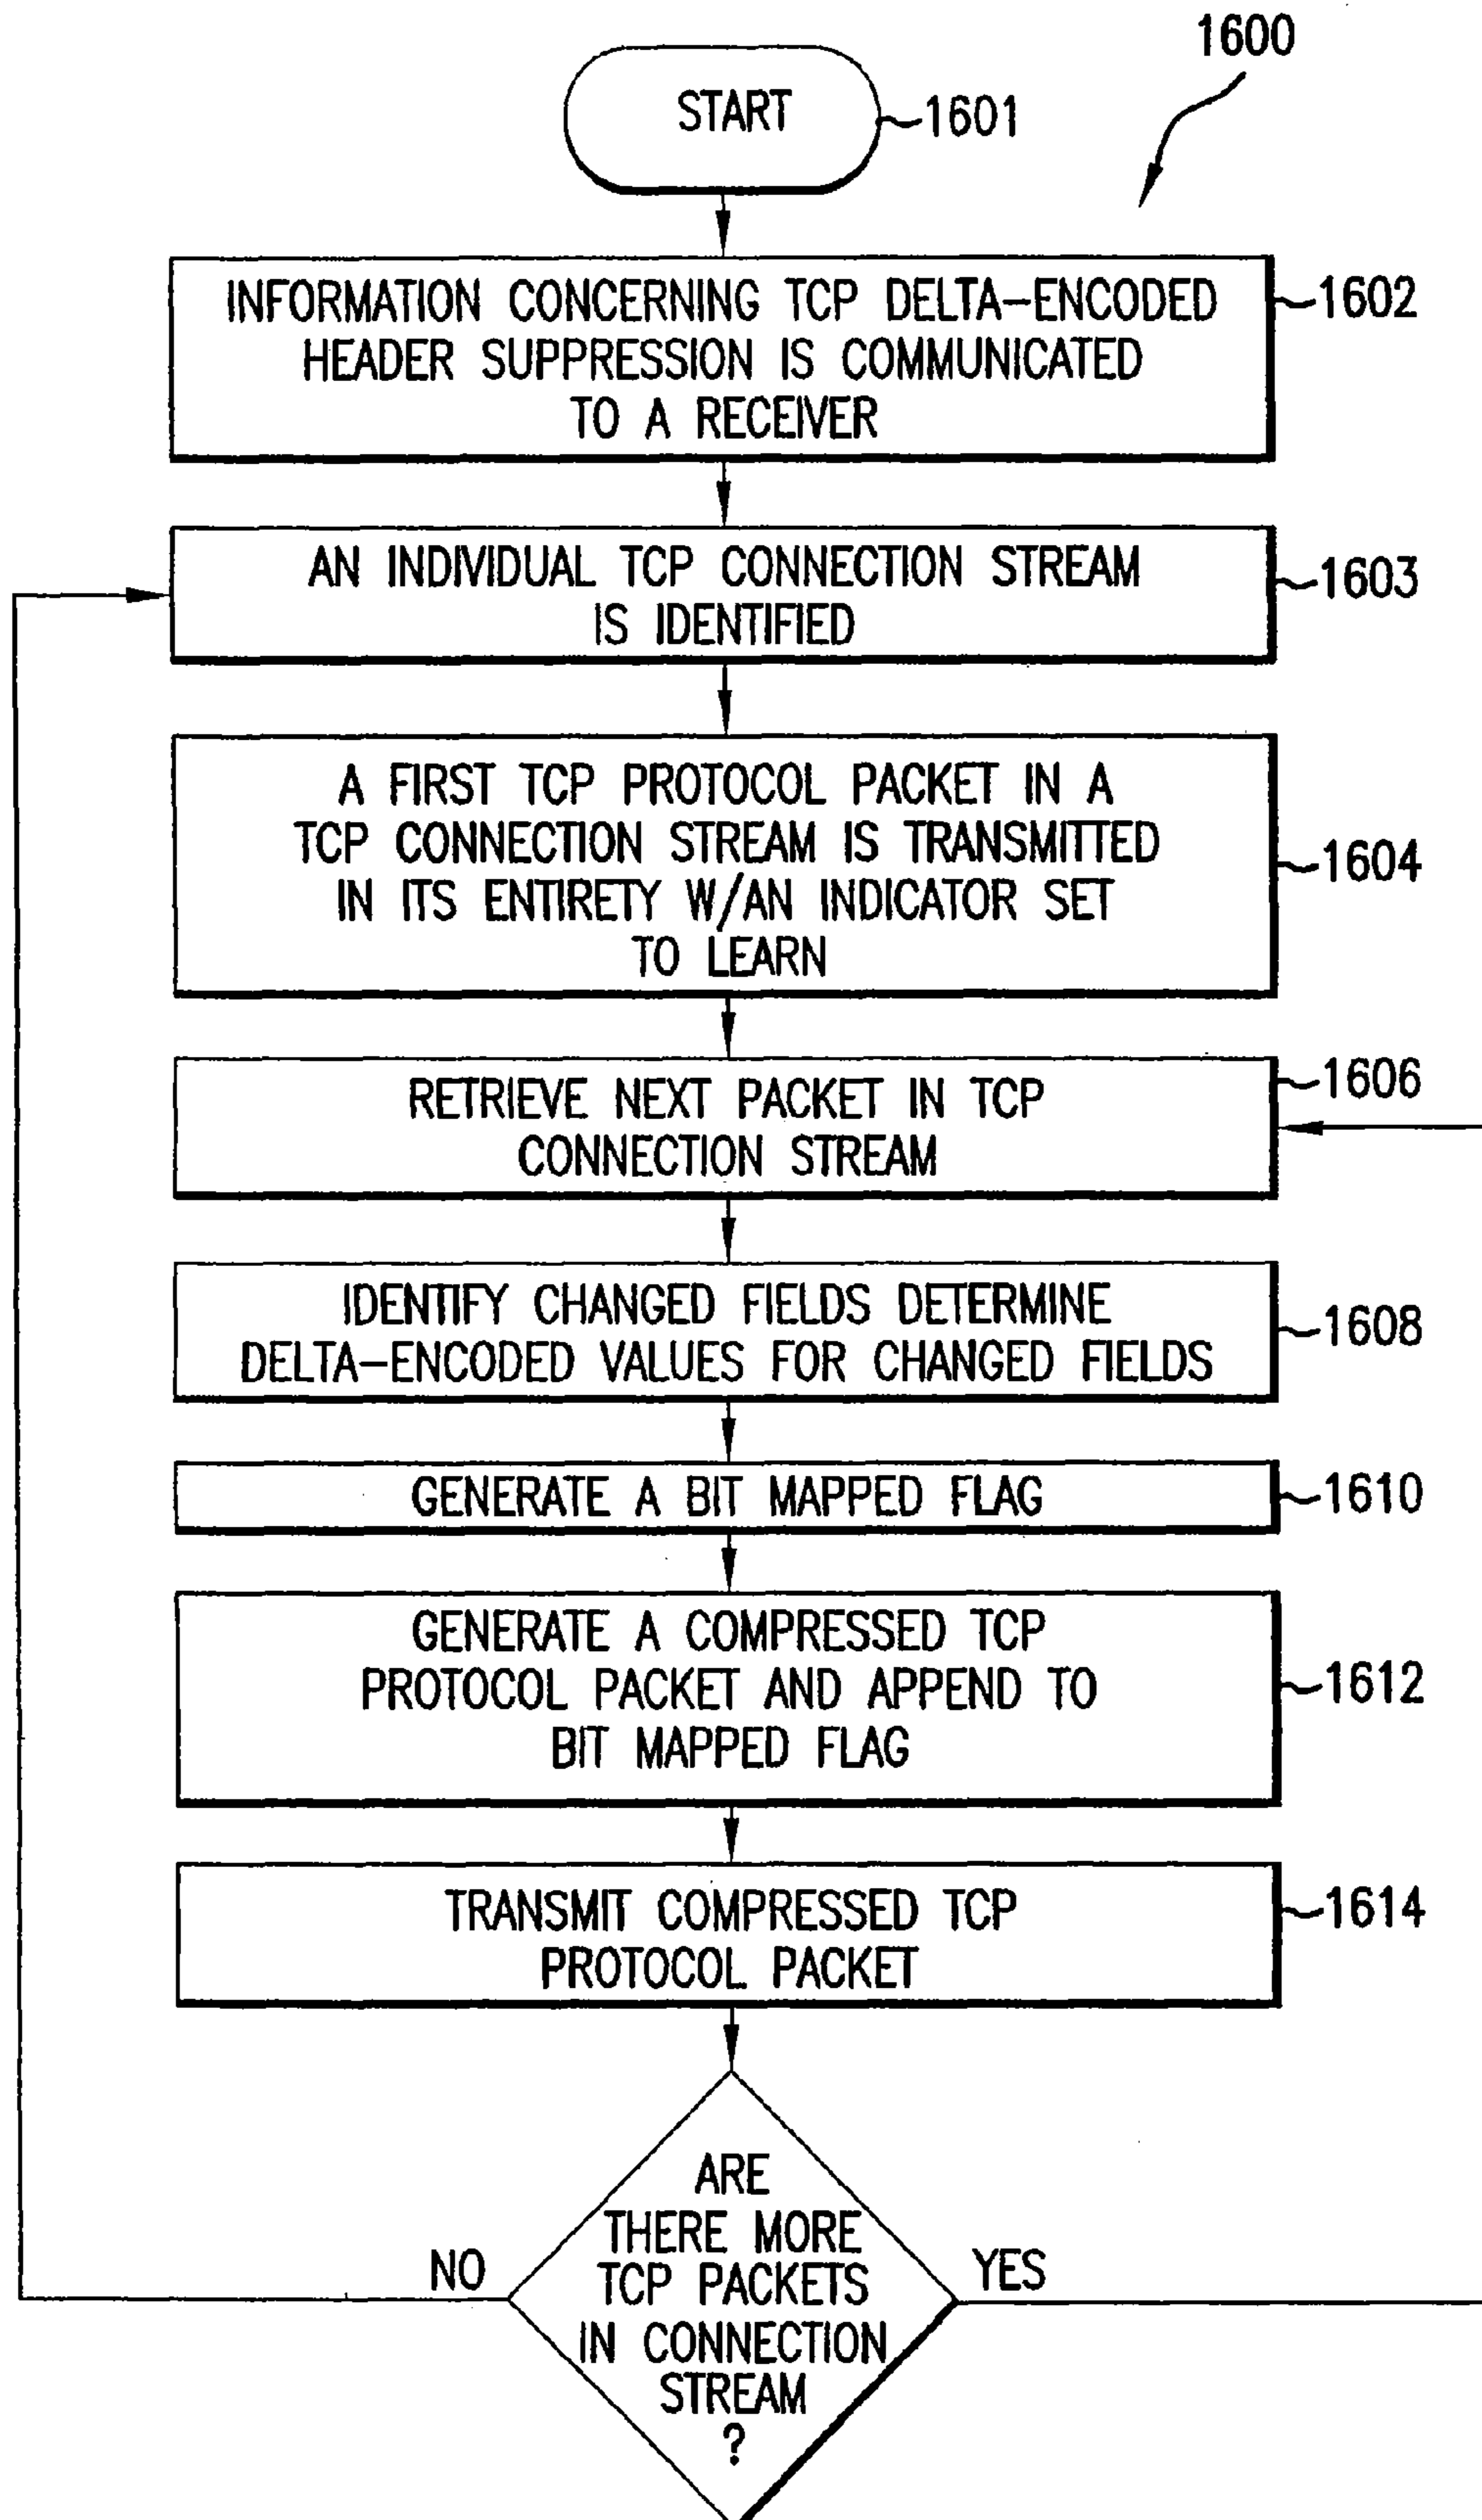 1600
START
1601
INFORMATION CONCERNING TCP DELTA-ENCODED
HEADER SUPPRESSION IS COMMUNICATED
TO A RECEIVER
1602
AN INDIVIDUAL TCP CONNECTION STREAM
IS IDENTIFIED
1603
A FIRST TCP PROTOCOL PACKET IN A
TCP CONNECTION STREAM IS TRANSMITTED
IN ITS ENTIRETY W/AN INDICATOR SET
TO LEARN
1604
RETRIEVE NEXT PACKET IN TCP
CONNECTION STREAM
1606
IDENTIFY CHANGED FIELDS DETERMINE
DELTA-ENCODED VALUES FOR CHANGED FIELDS
1608
GENERATE A BIT MAPPED FLAG
1610
GENERATE A COMPRESSED TCP
PROTOCOL PACKET AND APPEND TO
BIT MAPPED FLAG
1612
TRANSMIT COMPRESSED TCP
PROTOCOL PACKET
1614
ARE
THERE MORE
TCP PACKETS
IN CONNECTION
STREAM
?
NO
YES